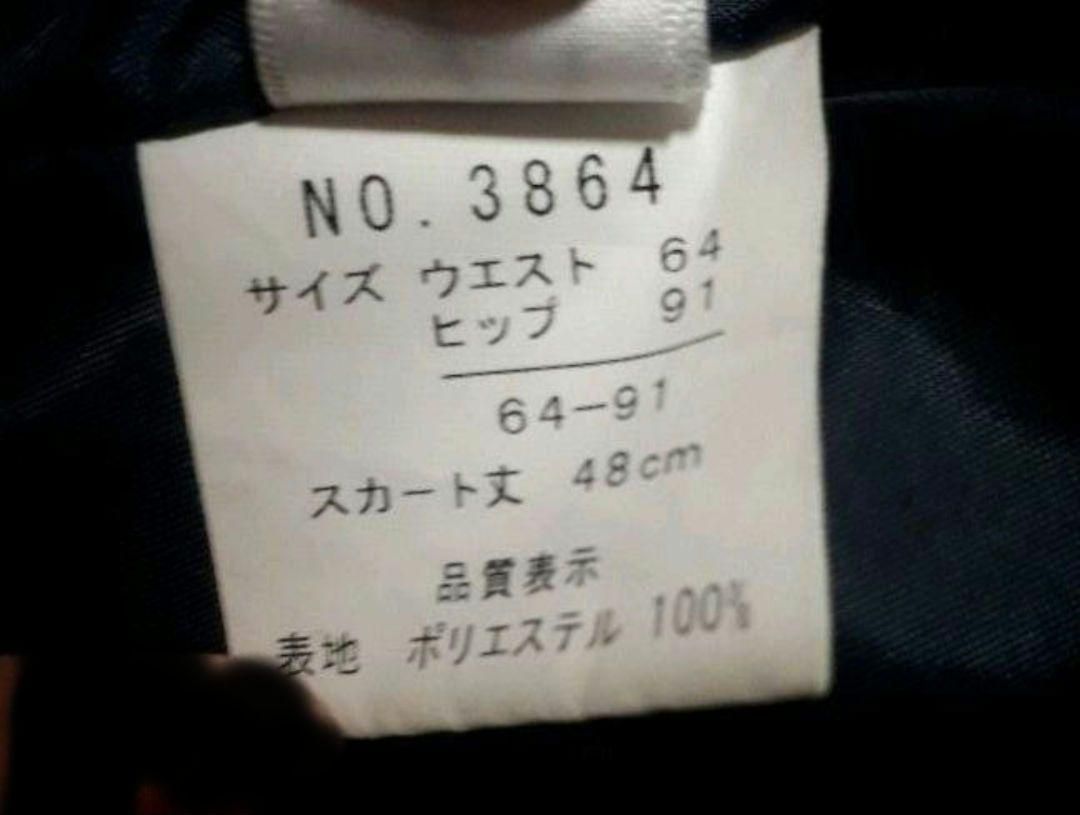 NO.3864
サイズ ウエスト 64
ヒップ 91
64-91
スカート丈 48cm
品質表示
表地 ポリエステル 100%